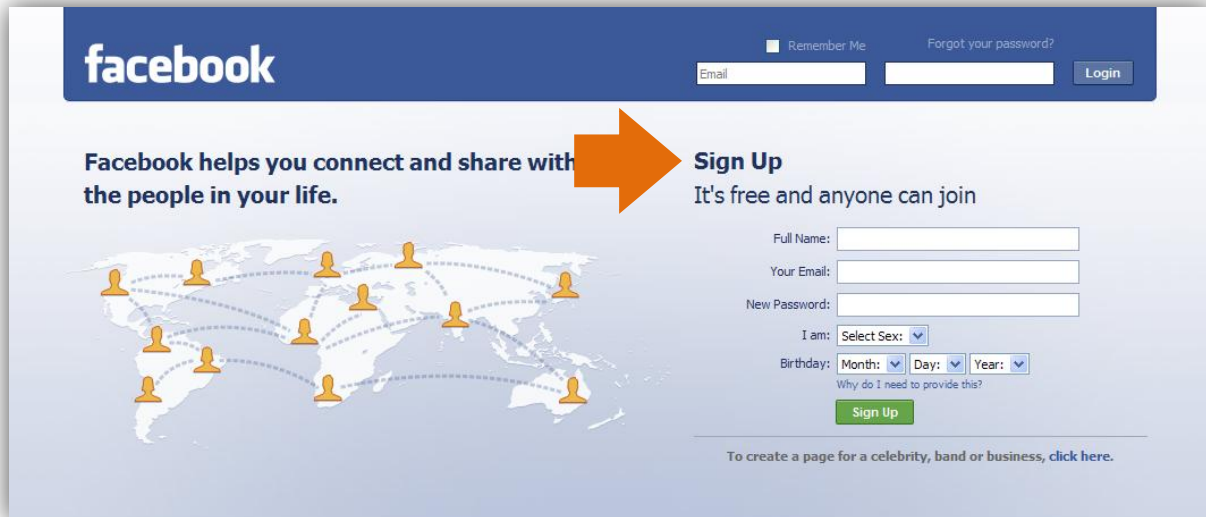 facebook
Remember Me
Forgot your password?
Email
Login
Facebook helps you connect and share with
the people in your life.
Sign Up
It's free and anyone can join
Full Name:
Your Email:
New Password:
I am: Select Sex:
Birthday: Month: Day: Year:
Why do I need to provide this?
Sign Up
To create a page for a celebrity, band or business, click here.